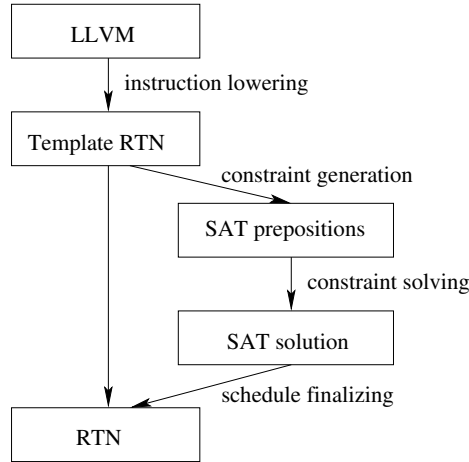 LLVM
instruction lowering
Template RTN
constraint generation
SAT prepositions
constraint solving
SAT solution
schedule finalizing
RTN